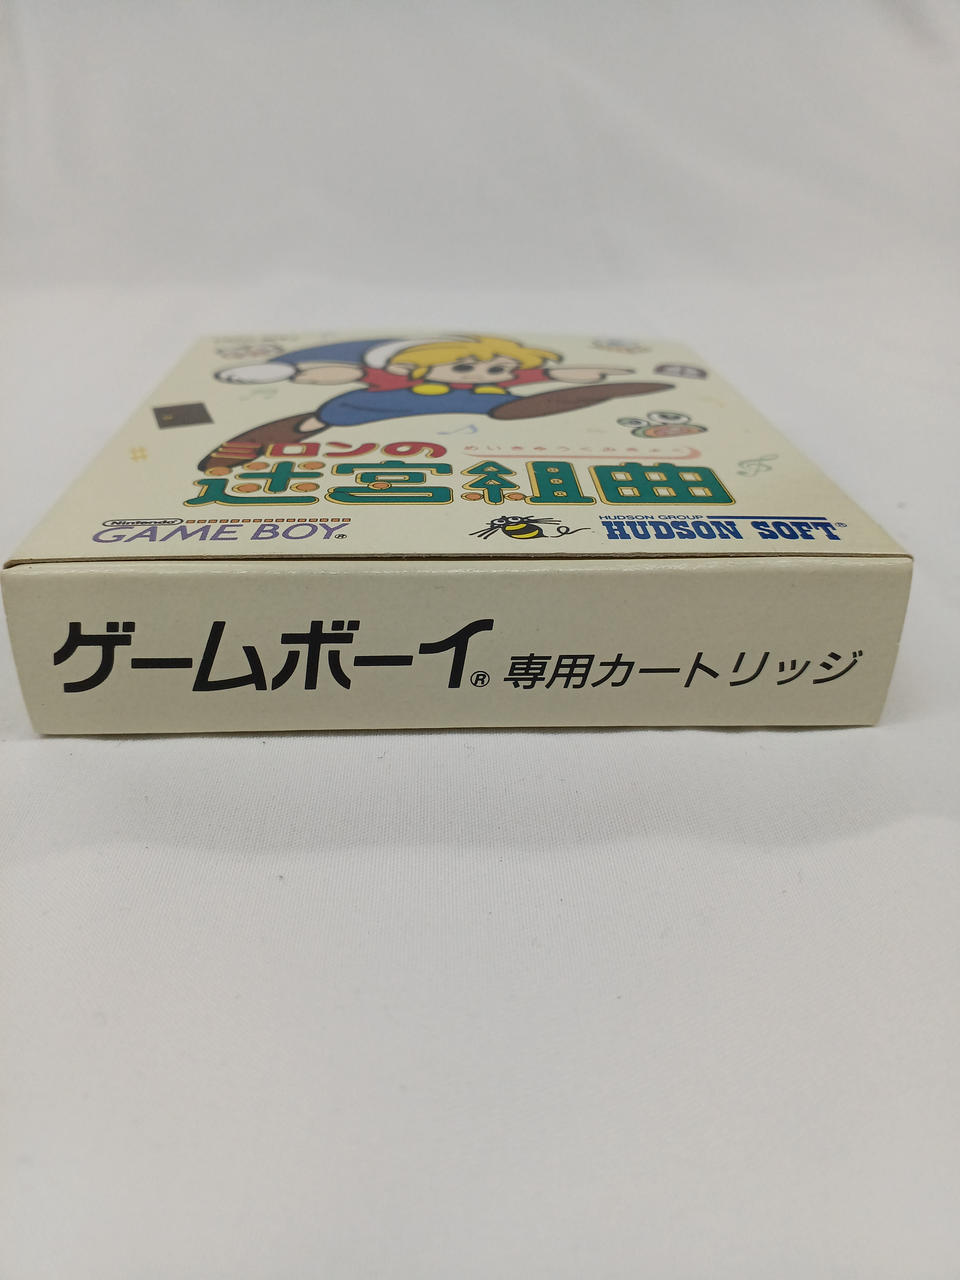 ロンの
めいきゅうくみきょく
迷宮組曲
Nintendo
GAME BOY®
HUDSON GROUP
HUDSON SOFT®
ゲームボーイ® 専用カートリッジ